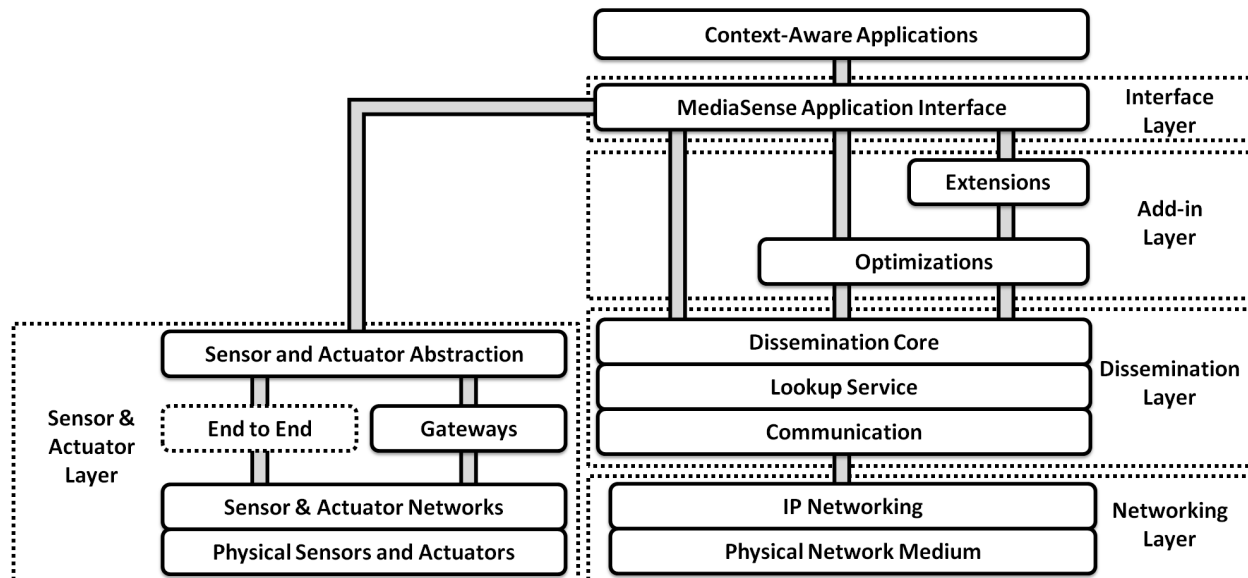 Context-Aware Applications
MediaSense Application Interface
Interface
Layer
Extensions
Add-in
Layer
Optimizations
Sensor and Actuator Abstraction
End to End
Gateways
Sensor &
Actuator
Layer
Sensor & Actuator Networks
Physical Sensors and Actuators
Dissemination Core
Lookup Service
Communication
Dissemination
Layer
IP Networking
Physical Network Medium
Networking
Layer